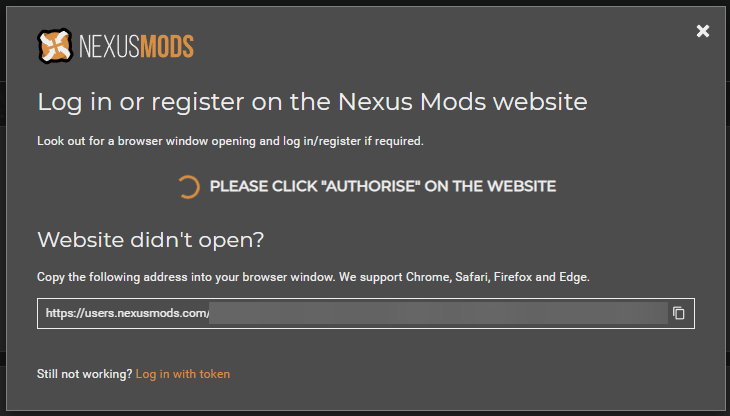 NEXUSMODS
Log in or register on the Nexus Mods website
Look out for a browser window opening and log in/register if required.
PLEASE CLICK "AUTHORISE" ON THE WEBSITE
Website didn't open?
Copy the following address into your browser window. We support Chrome, Safari, Firefox and Edge.
https://users.nexusmods.com/
Still not working? Log in with token